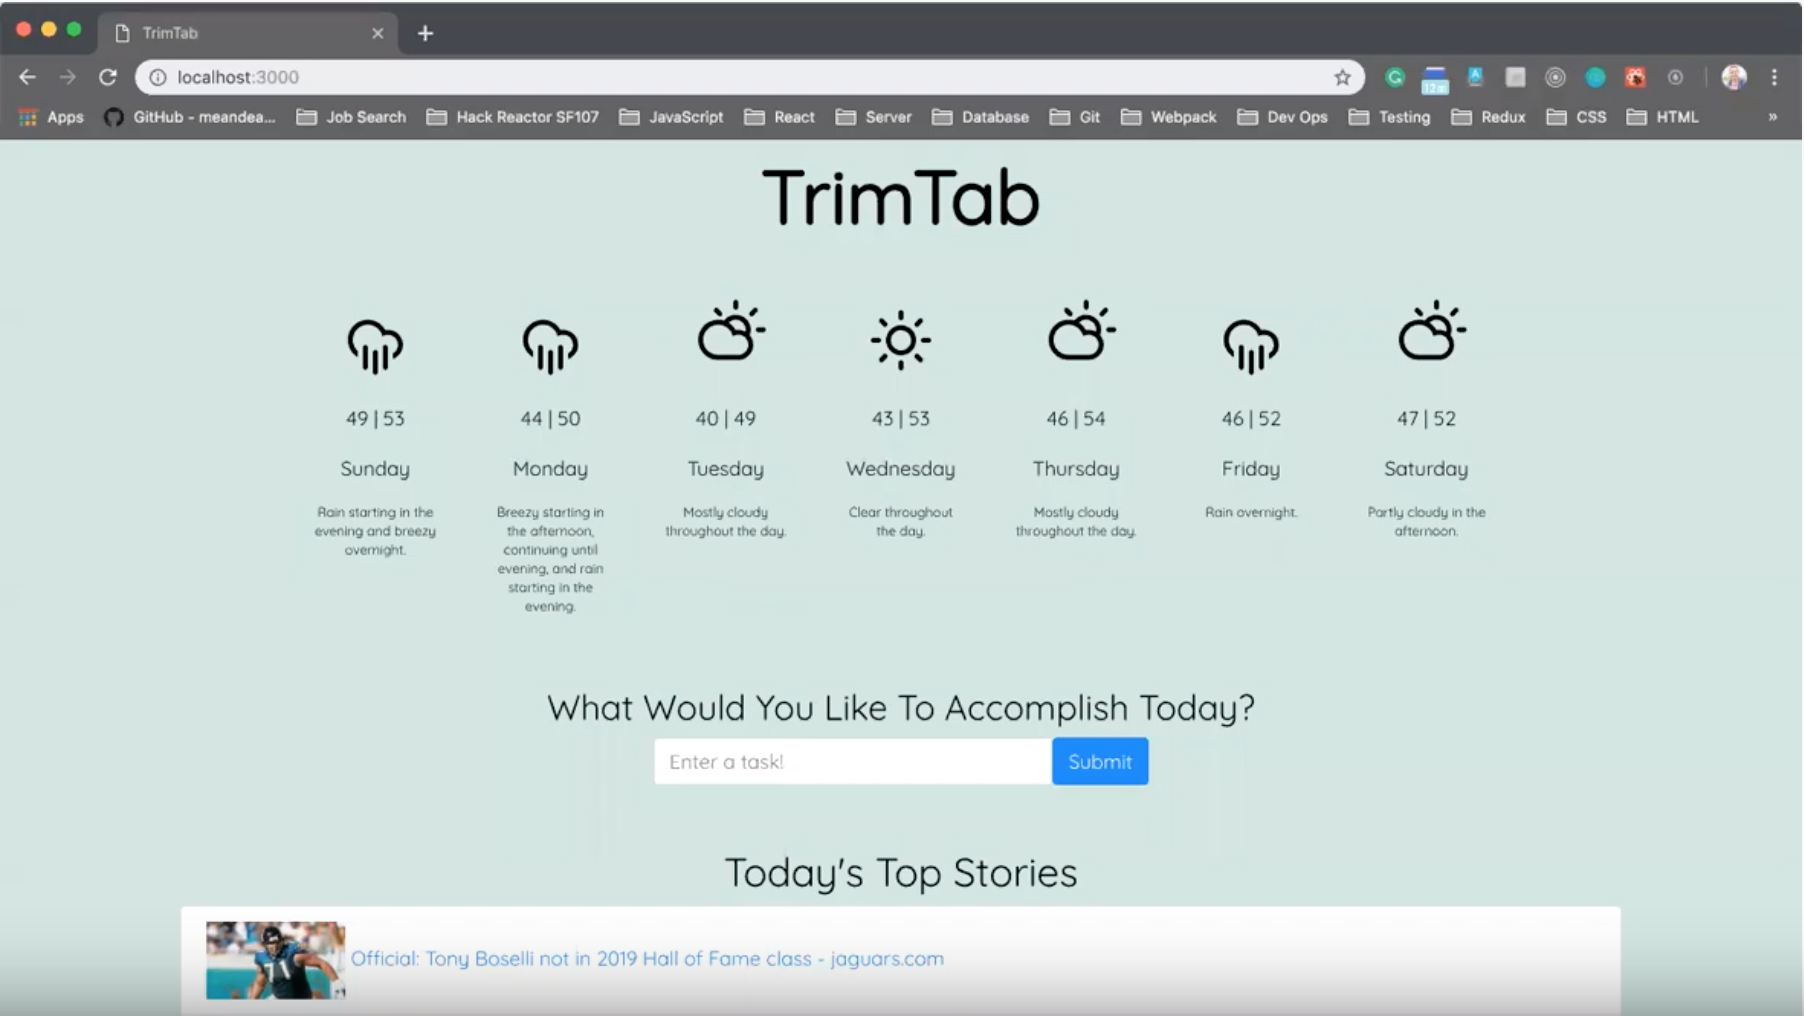 TrimTab
localhost:3000
Apps GitHub - meandea... Job Search Hack Reactor SF107 JavaScript React Server Database Git Webpack Dev Ops Testing Redux CSS HTML »
TrimTab
49 | 53 44 | 50 40 | 49 43 | 53 46 | 54 46 | 52 47 | 52
Sunday Monday Tuesday Wednesday Thursday Friday Saturday
Rain starting in the
evening and breezy
overnight.
Breezy starting in
the afternoon,
continuing until
evening, and rain
starting in the
evening.
Mostly cloudy
throughout the day.
Clear throughout
the day.
Mostly cloudy
throughout the day.
Rain overnight.
Partly cloudy in the
afternoon.
What Would You Like To Accomplish Today?
Enter a task! Submit
Today's Top Stories
71
Official: Tony Boselli not in 2019 Hall of Fame class - jaguars.com